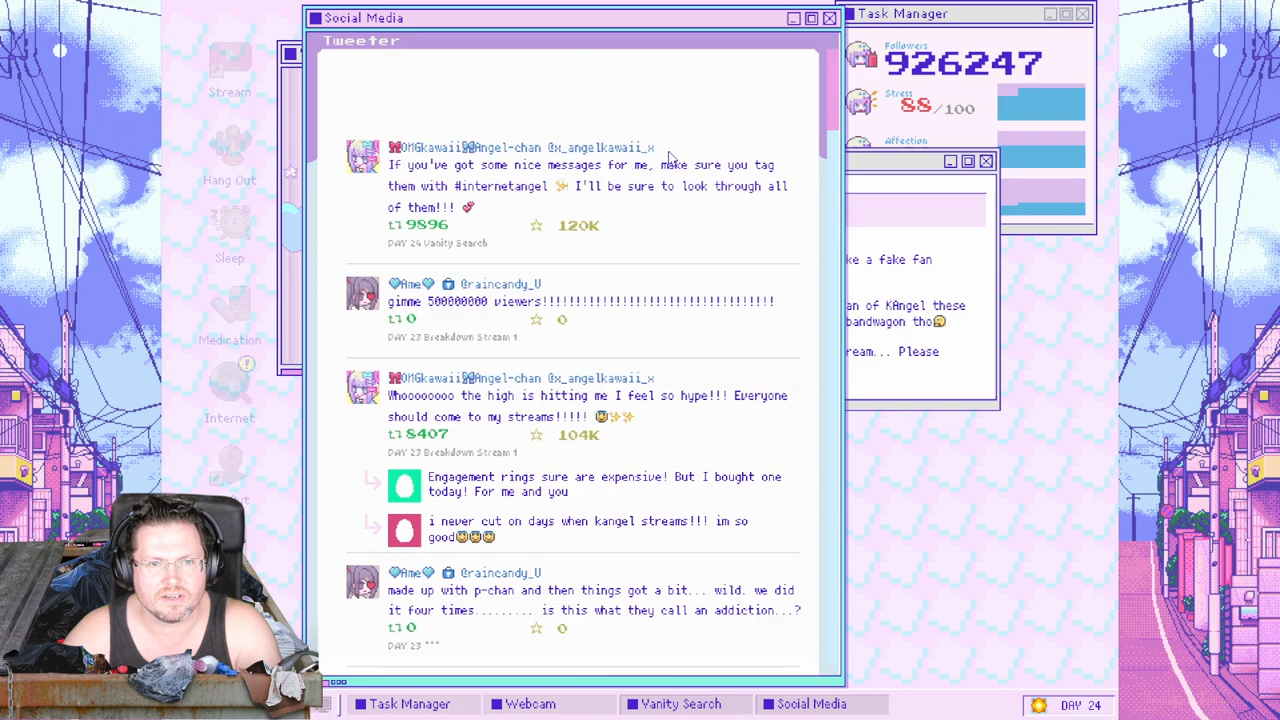 Social Media
Tweeter
🎀OMGkawaii🎀Angel-chan @x_angelkawaii_x
If you've got some nice messages for me, make sure you tag
them with #internetangel ✨ I'll be sure to look through all
of them!!! 💕
9896 ☆ 120K
DAY 24 Vanity Search
🩵Ame🩵 @raincandy_U
gimme 500000000 viewers!!!!!!!!!!!!!!!!!!!!!!!!!!!!!!!!!!
0 ☆ 0
DAY 23 Breakdown Stream 1
🎀OMGkawaii🎀Angel-chan @x_angelkawaii_x
Whoooooooo the high is hitting me I feel so hype!!! Everyone
should come to my streams!!!!! 🤯✨✨
8407 ☆ 104K
DAY 23 Breakdown Stream 1
Engagement rings sure are expensive! But I bought one
today! For me and you
i never cut on days when kangel streams!!! im so
good
🩵Ame🩵 @raincandy_U
made up with p-chan and then things got a bit... wild. we did
it four times......... is this what they call an addiction...?
0 ☆ 0
DAY 23 ***
Task Manager
Followers
926247
Stress
88/100
Affection
ke a fake fan
an of KAngel these
bandwagon tho
ream... Please
Stream
Hang Out
Sleep
Medication
Internet
Task Manager
Webcam
Vanity Search
Social Media
DAY 24